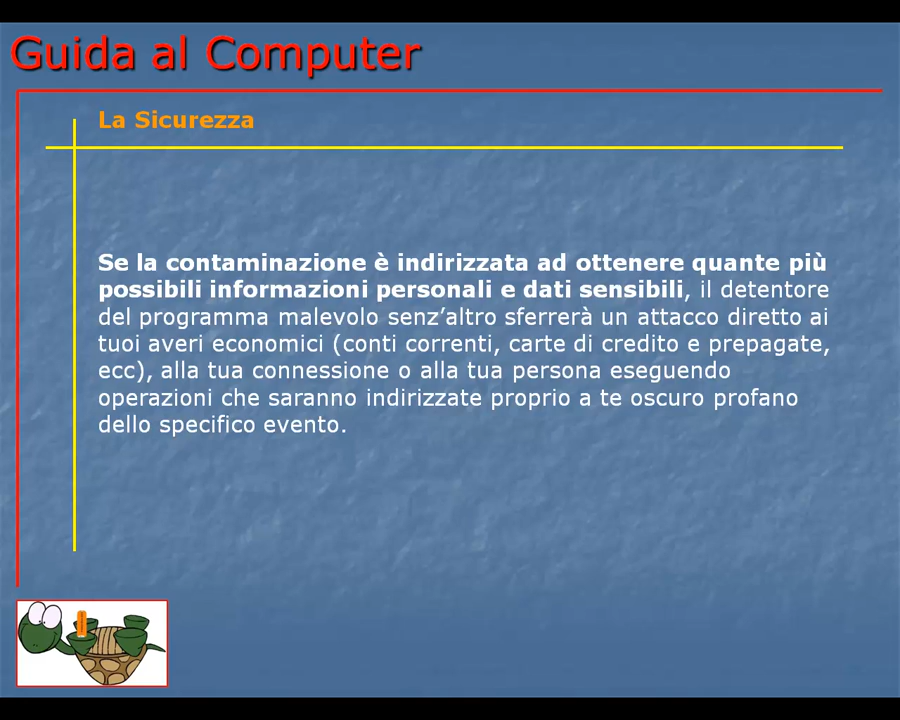 Guida al Computer
La Sicurezza
Se la contaminazione è indirizzata ad ottenere quante più
possibili informazioni personali e dati sensibili, il detentore
del programma malevolo senz’altro sferrerà un attacco diretto ai
tuoi averi economici (conti correnti, carte di credito e prepagate,
ecc), alla tua connessione o alla tua persona eseguendo
operazioni che saranno indirizzate proprio a te oscuro profano
dello specifico evento.